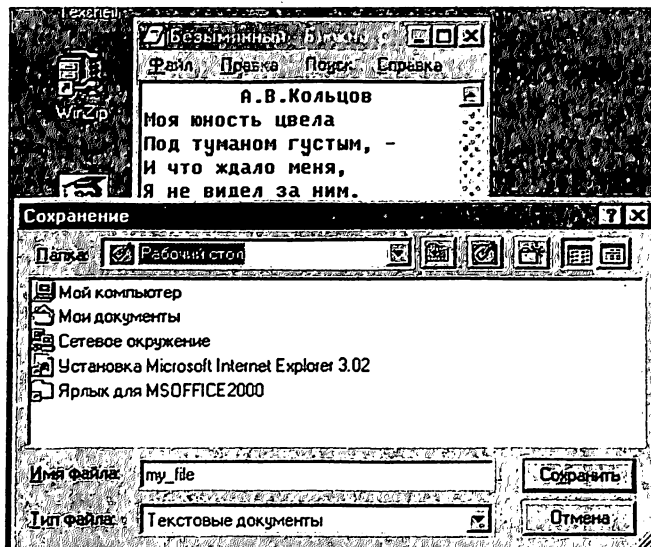 WinZip
Безымянный -
Файл Правка Поиск Справка
А.В.Кольцов
Моя юность цвела
Под туманом густым, -
И что ждало меня,
Я не видел за ним.
Сохранение
Папка: Рабочий стол
Мой компьютер
Мои документы
Сетевое окружение
Установка Microsoft Internet Explorer 3.02
Ярлык для MSOFFICE2000
Имя файла: my_file Сохранить
Тип файла: Текстовые документы Отмена